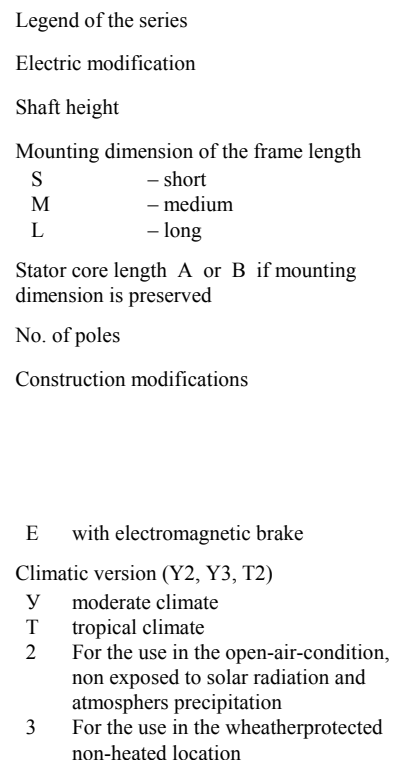 Legend of the series
Electric modification
Shaft height
Mounting dimension of the frame length
S – short
M – medium
L – long
Stator core length A or B if mounting
dimension is preserved
No. of poles
Construction modifications
E with electromagnetic brake
Climatic version (Y2, Y3, T2)
У moderate climate
T tropical climate
2 For the use in the open-air-condition,
non exposed to solar radiation and
atmosphers precipitation
3 For the use in the wheatherprotected
non-heated location